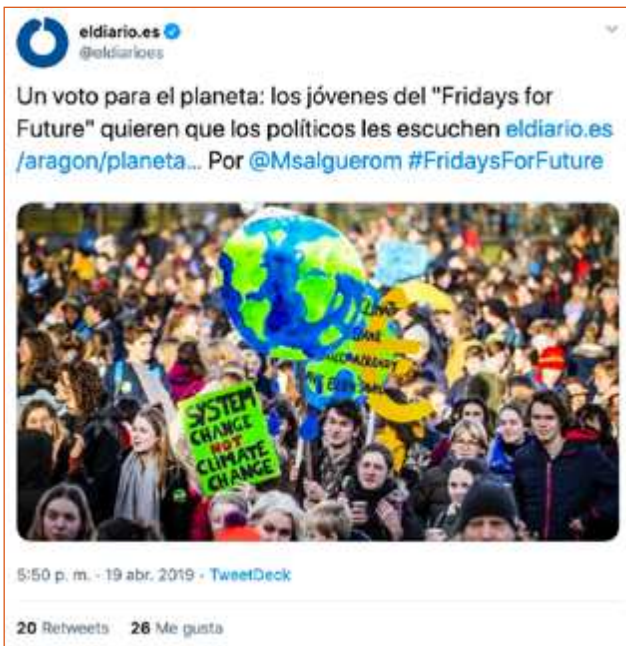 eldiario.es
@eldiarioes
Un voto para el planeta: los jóvenes del "Fridays for
Future" quieren que los políticos les escuchen eldiario.es
/aragon/planeta... Por @Msalguerom #FridaysForFuture
SYSTEM
CHANGE
NOT
CLIMATE
CHANGE
5:50 p. m. · 19 abr. 2019 · TweetDeck
20 Retweets 26 Me gusta